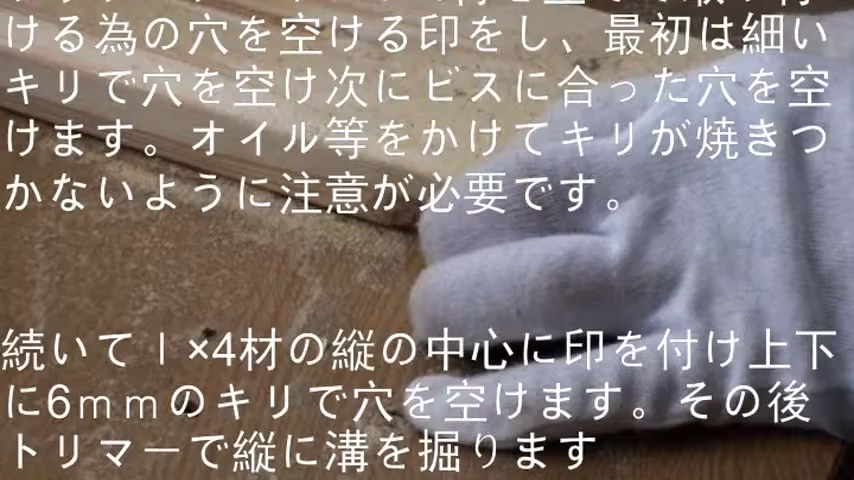 ける為の穴を空ける印をし、最初は細い
キリで穴を空け次にビスに合った穴を空
けます。オイル等をかけてキリが焼きつ
かないように注意が必要です。
続いて１×4材の縦の中心に印を付け上下
に6ｍｍのキリで穴を空けます。その後
トリマーで縦に溝を掘ります